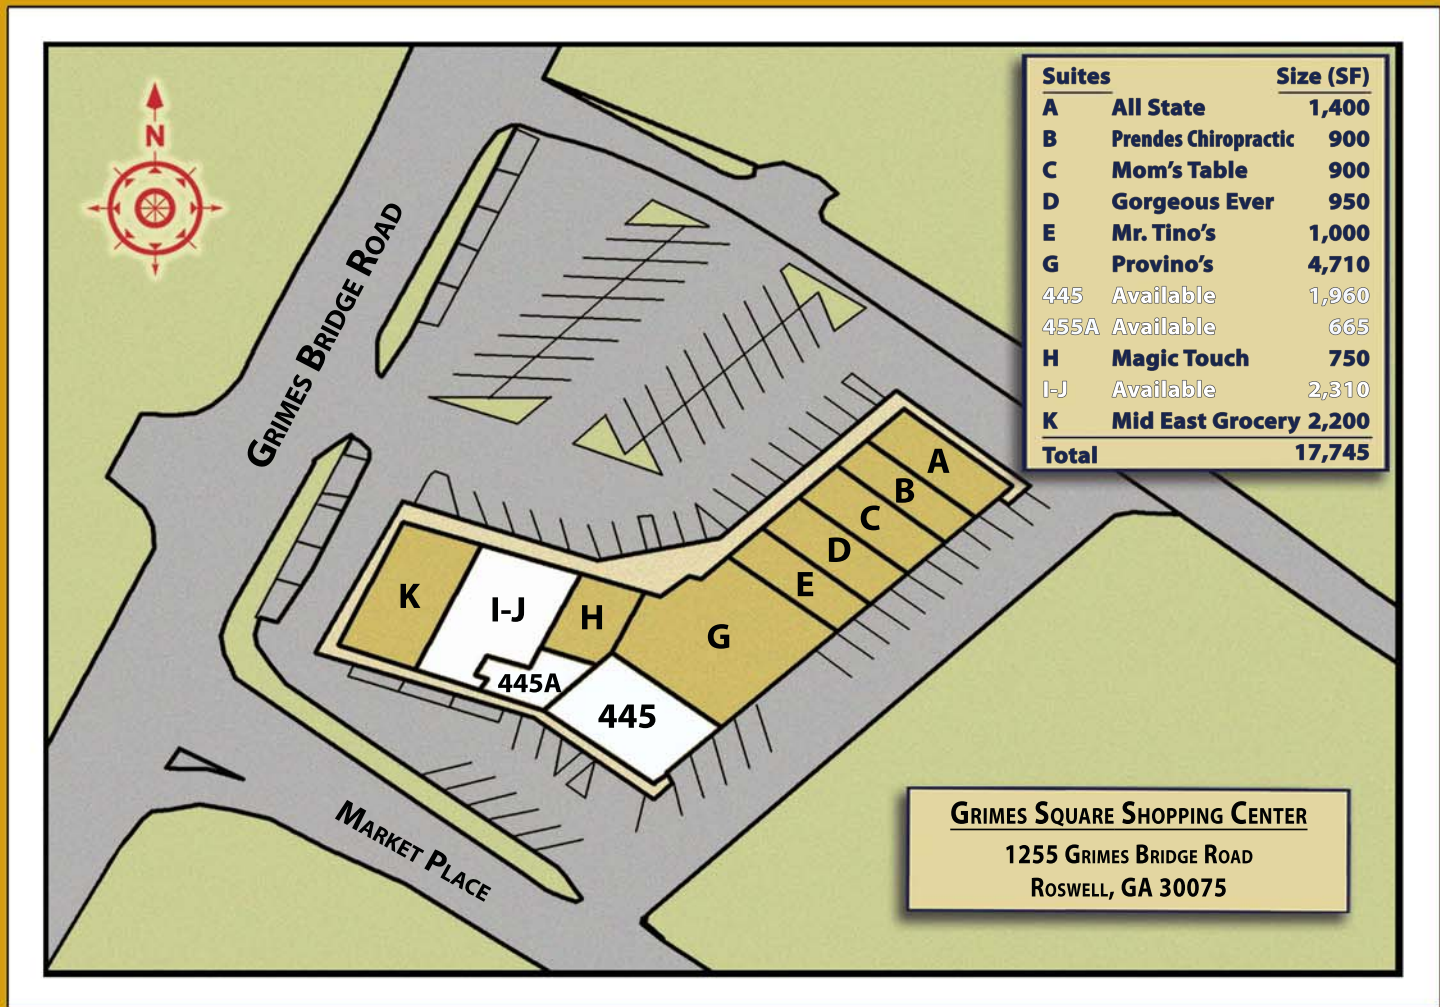 N
Suites Size (SF)
A All State 1,400
B Prendes Chiropractic 900
C Mom's Table 900
D Gorgeous Ever 950
E Mr. Tino's 1,000
G Provino's 4,710
445 Available 1,960
455A Available 665
H Magic Touch 750
I-J Available 2,310
K Mid East Grocery 2,200
Total 17,745
GRIMES BRIDGE ROAD
A
B
C
D
E
K
I-J
H
G
445A
445
MARKET PLACE
GRIMES SQUARE SHOPPING CENTER
1255 GRIMES BRIDGE ROAD
ROSWELL, GA 30075